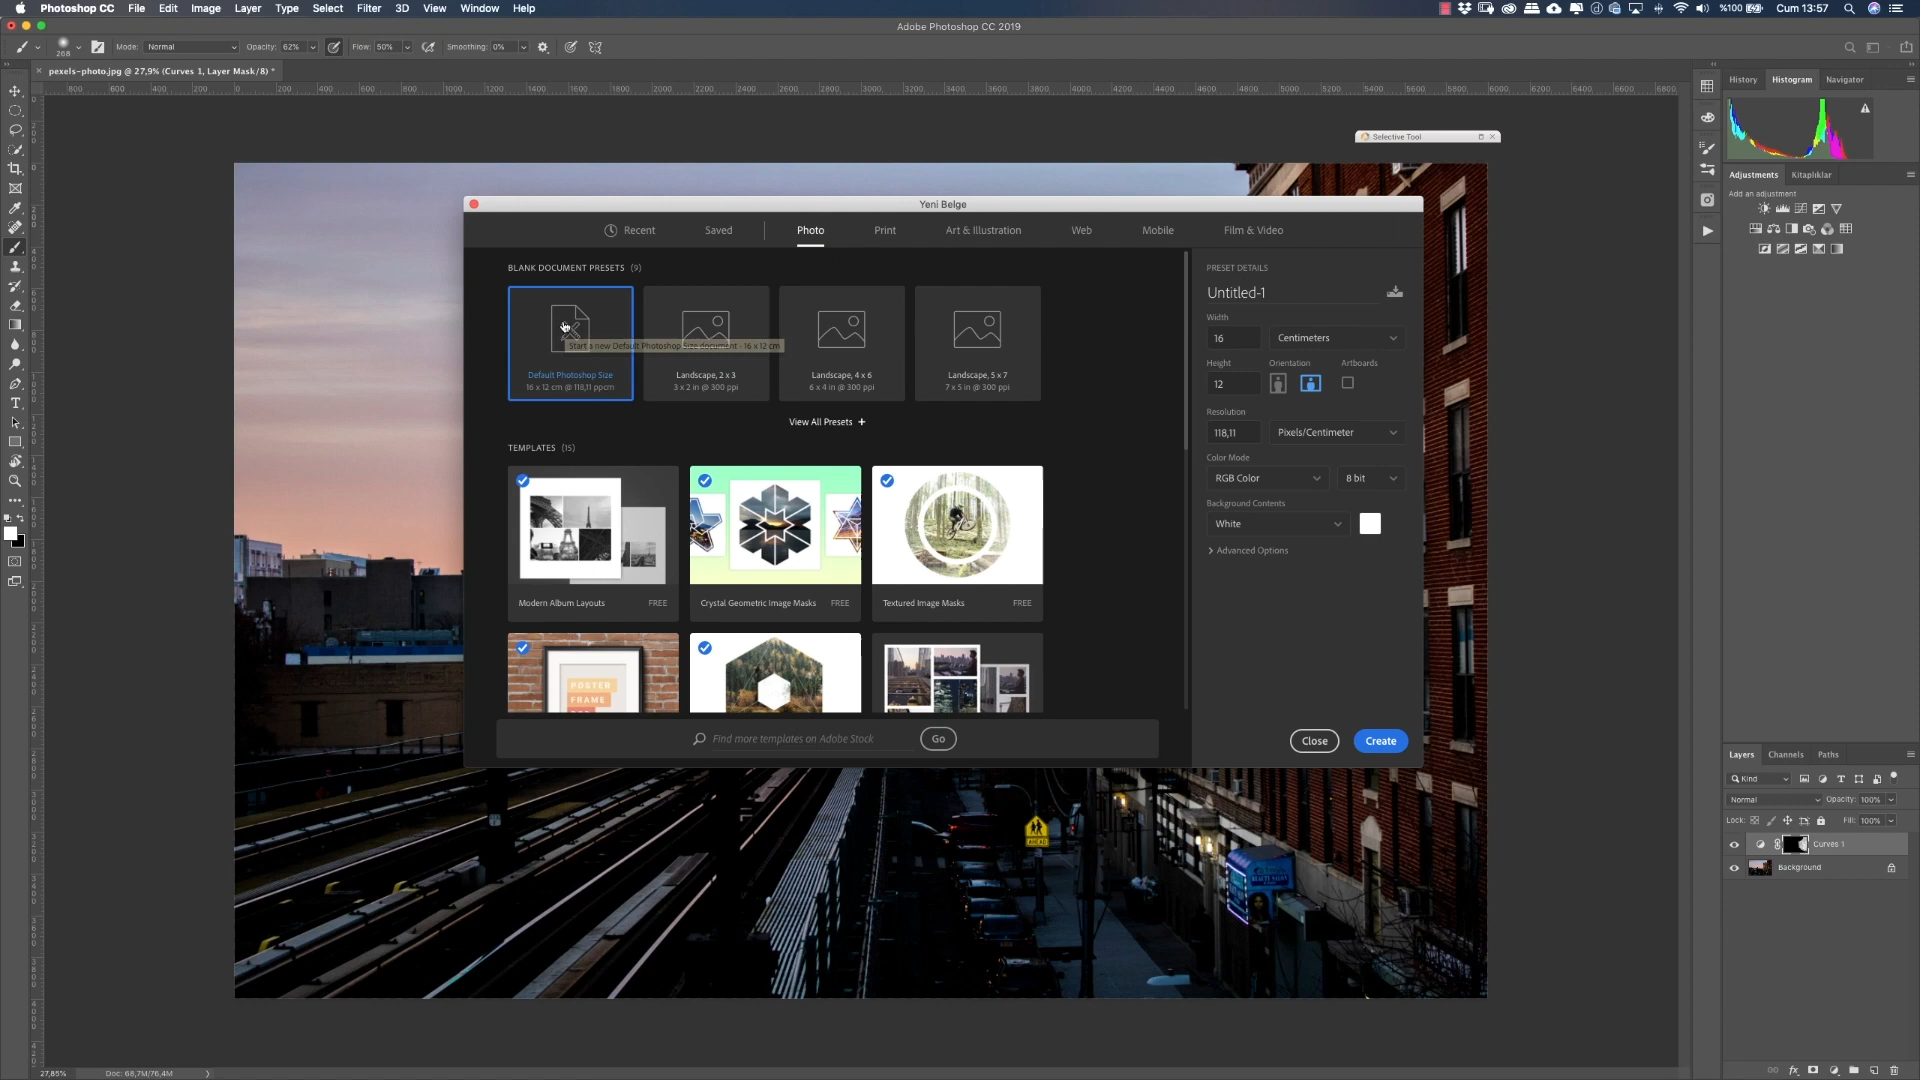 Photoshop CC File Edit Image Layer Type Select Filter 3D View Window Help
%100 Cum 13:57
Adobe Photoshop CC 2019
268 Mode: Normal Opacity: 62% Flow: 50% Smoothing: 0%
pexels-photo.jpg @ 27,9% (Curves 1, Layer Mask/8) *
History Histogram Navigator
Selective Tool
Adjustments Kitaplıklar
Add an adjustment
Yeni Belge
Recent Saved Photo Print Art & Illustration Web Mobile Film & Video
BLANK DOCUMENT PRESETS (9)
Start a new Default Photoshop Size document - 16 x 12 cm
Default Photoshop Size
16 x 12 cm @ 118,11 ppcm
Landscape, 2 x 3
3 x 2 in @ 300 ppi
Landscape, 4 x 6
6 x 4 in @ 300 ppi
Landscape, 5 x 7
7 x 5 in @ 300 ppi
View All Presets +
TEMPLATES (15)
Modern Album Layouts FREE
Crystal Geometric Image Masks FREE
Textured Image Masks FREE
POSTER
FRAME
Find more templates on Adobe Stock
Go
PRESET DETAILS
Untitled-1
Width
16 Centimeters
Height Orientation Artboards
12
Resolution
118,11 Pixels/Centimeter
Color Mode
RGB Color 8 bit
Background Contents
White
Advanced Options
Close Create
AHEAD
Layers Channels Paths
Kind
Normal Opacity: 100%
Lock: Fill: 100%
Curves 1
Background
27,85% Doc: 68,7M/76,4M